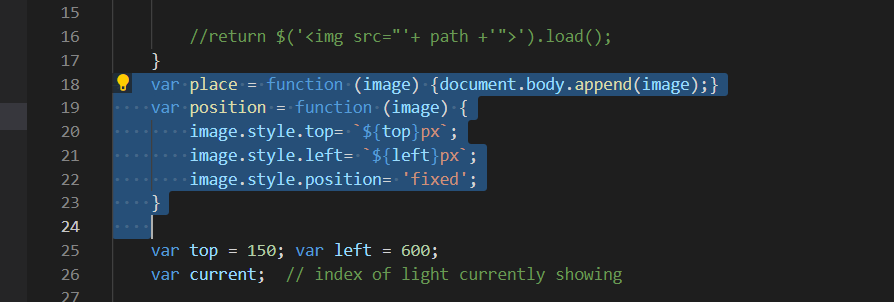 15
16 //return $('<img src="'+ path +'">').load();
17 }
18 var place = function (image) {document.body.append(image);}
19 var position = function (image) {
20 image.style.top= `${top}px`;
21 image.style.left= `${left}px`;
22 image.style.position= 'fixed';
23 }
24
25 var top = 150; var left = 600;
26 var current;  // index of light currently showing
27